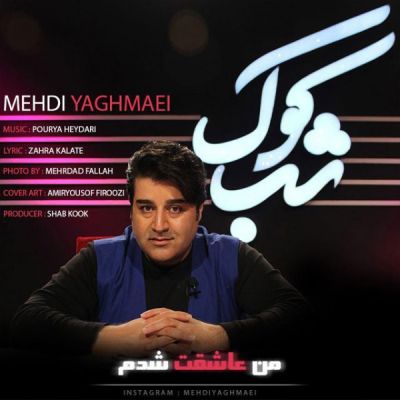 شب کوک
MEHDI YAGHMAEI
MUSIC : POURYA HEYDARI
LYRIC : ZAHRA KALATE
PHOTO BY : MEHRDAD FALLAH
COVER ART : AMIRYOUSOF FIROOZI
PRODUCER : SHAB KOOK
من عاشقت شدم
INSTAGRAM : MEHDIYAGHMAEI